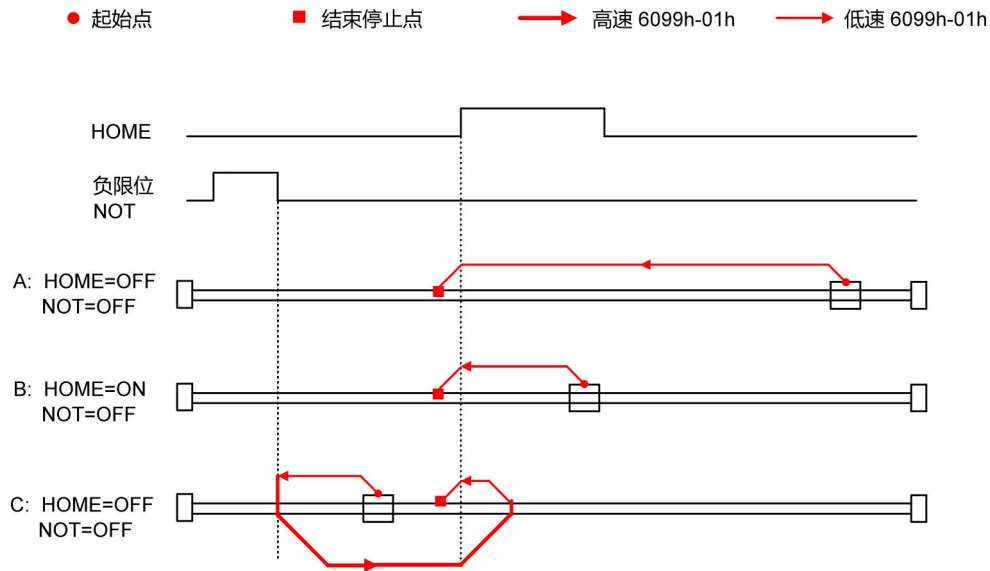 起始点 结束停止点 高速 6099h-01h 低速 6099h-01h
HOME
负限位
NOT
A: HOME=OFF
NOT=OFF
B: HOME=ON
NOT=OFF
C: HOME=OFF
NOT=OFF